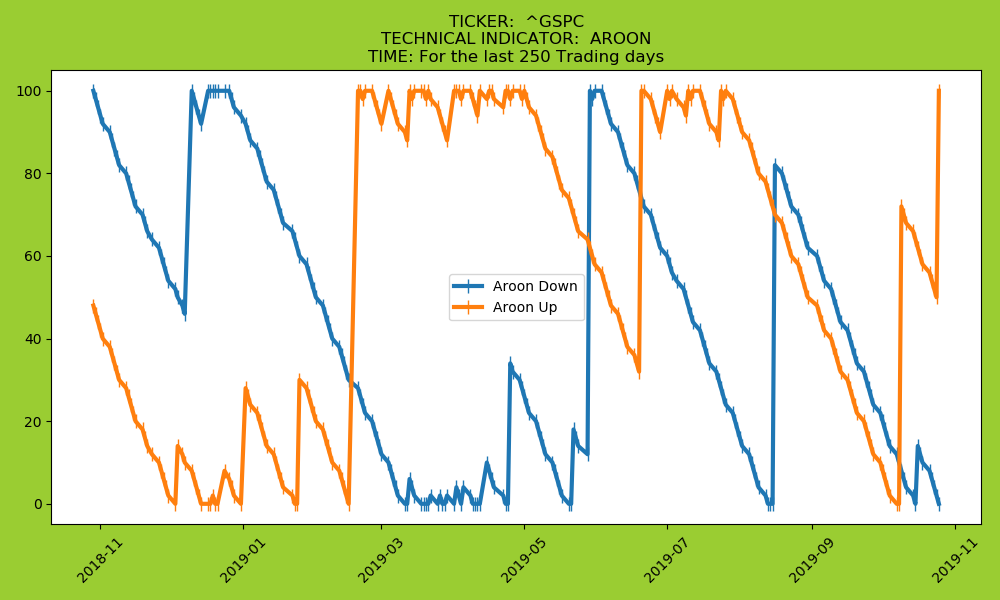 TICKER:  ^GSPC
TECHNICAL INDICATOR:  AROON
TIME: For the last 250 Trading days
100
80
60
40
20
0
Aroon Down
Aroon Up
2018-11
2019-01
2019-03
2019-05
2019-07
2019-09
2019-11